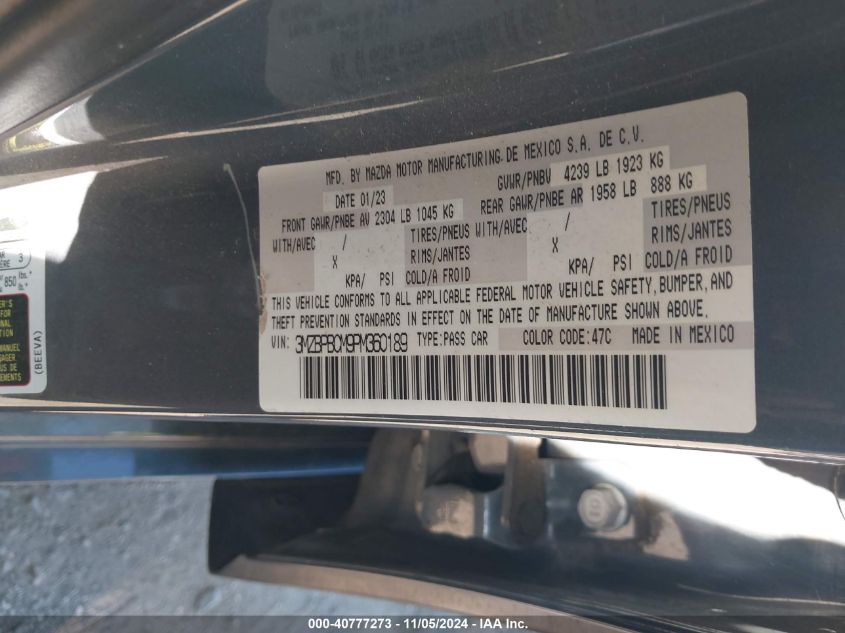 MFD. BY MAZDA MOTOR MANUFACTURING DE MEXICO S.A. DE C.V.
DATE 01/23 GVWR/PNBV 4239 LB 1923 KG
FRONT GAWR/PNBE AV 2304 LB 1045 KG REAR GAWR/PNBE AR 1958 LB 888 KG
WITH/AVEC / TIRES/PNEUS WITH/AVEC / TIRES/PNEUS
X RIMS/JANTES X RIMS/JANTES
KPA/ PSI COLD/A FROID KPA/ PSI COLD/A FROID
THIS VEHICLE CONFORMS TO ALL APPLICABLE FEDERAL MOTOR VEHICLE SAFETY, BUMPER, AND
THEFT PREVENTION STANDARDS IN EFFECT ON THE DATE OF MANUFACTURE SHOWN ABOVE.
VIN: 3MZBPBCM9PM360189 TYPE:PASS CAR COLOR CODE:47C MADE IN MEXICO
3
850 lbs.
(BEEVA)
000-40777273 - 11/05/2024 - IAA Inc.